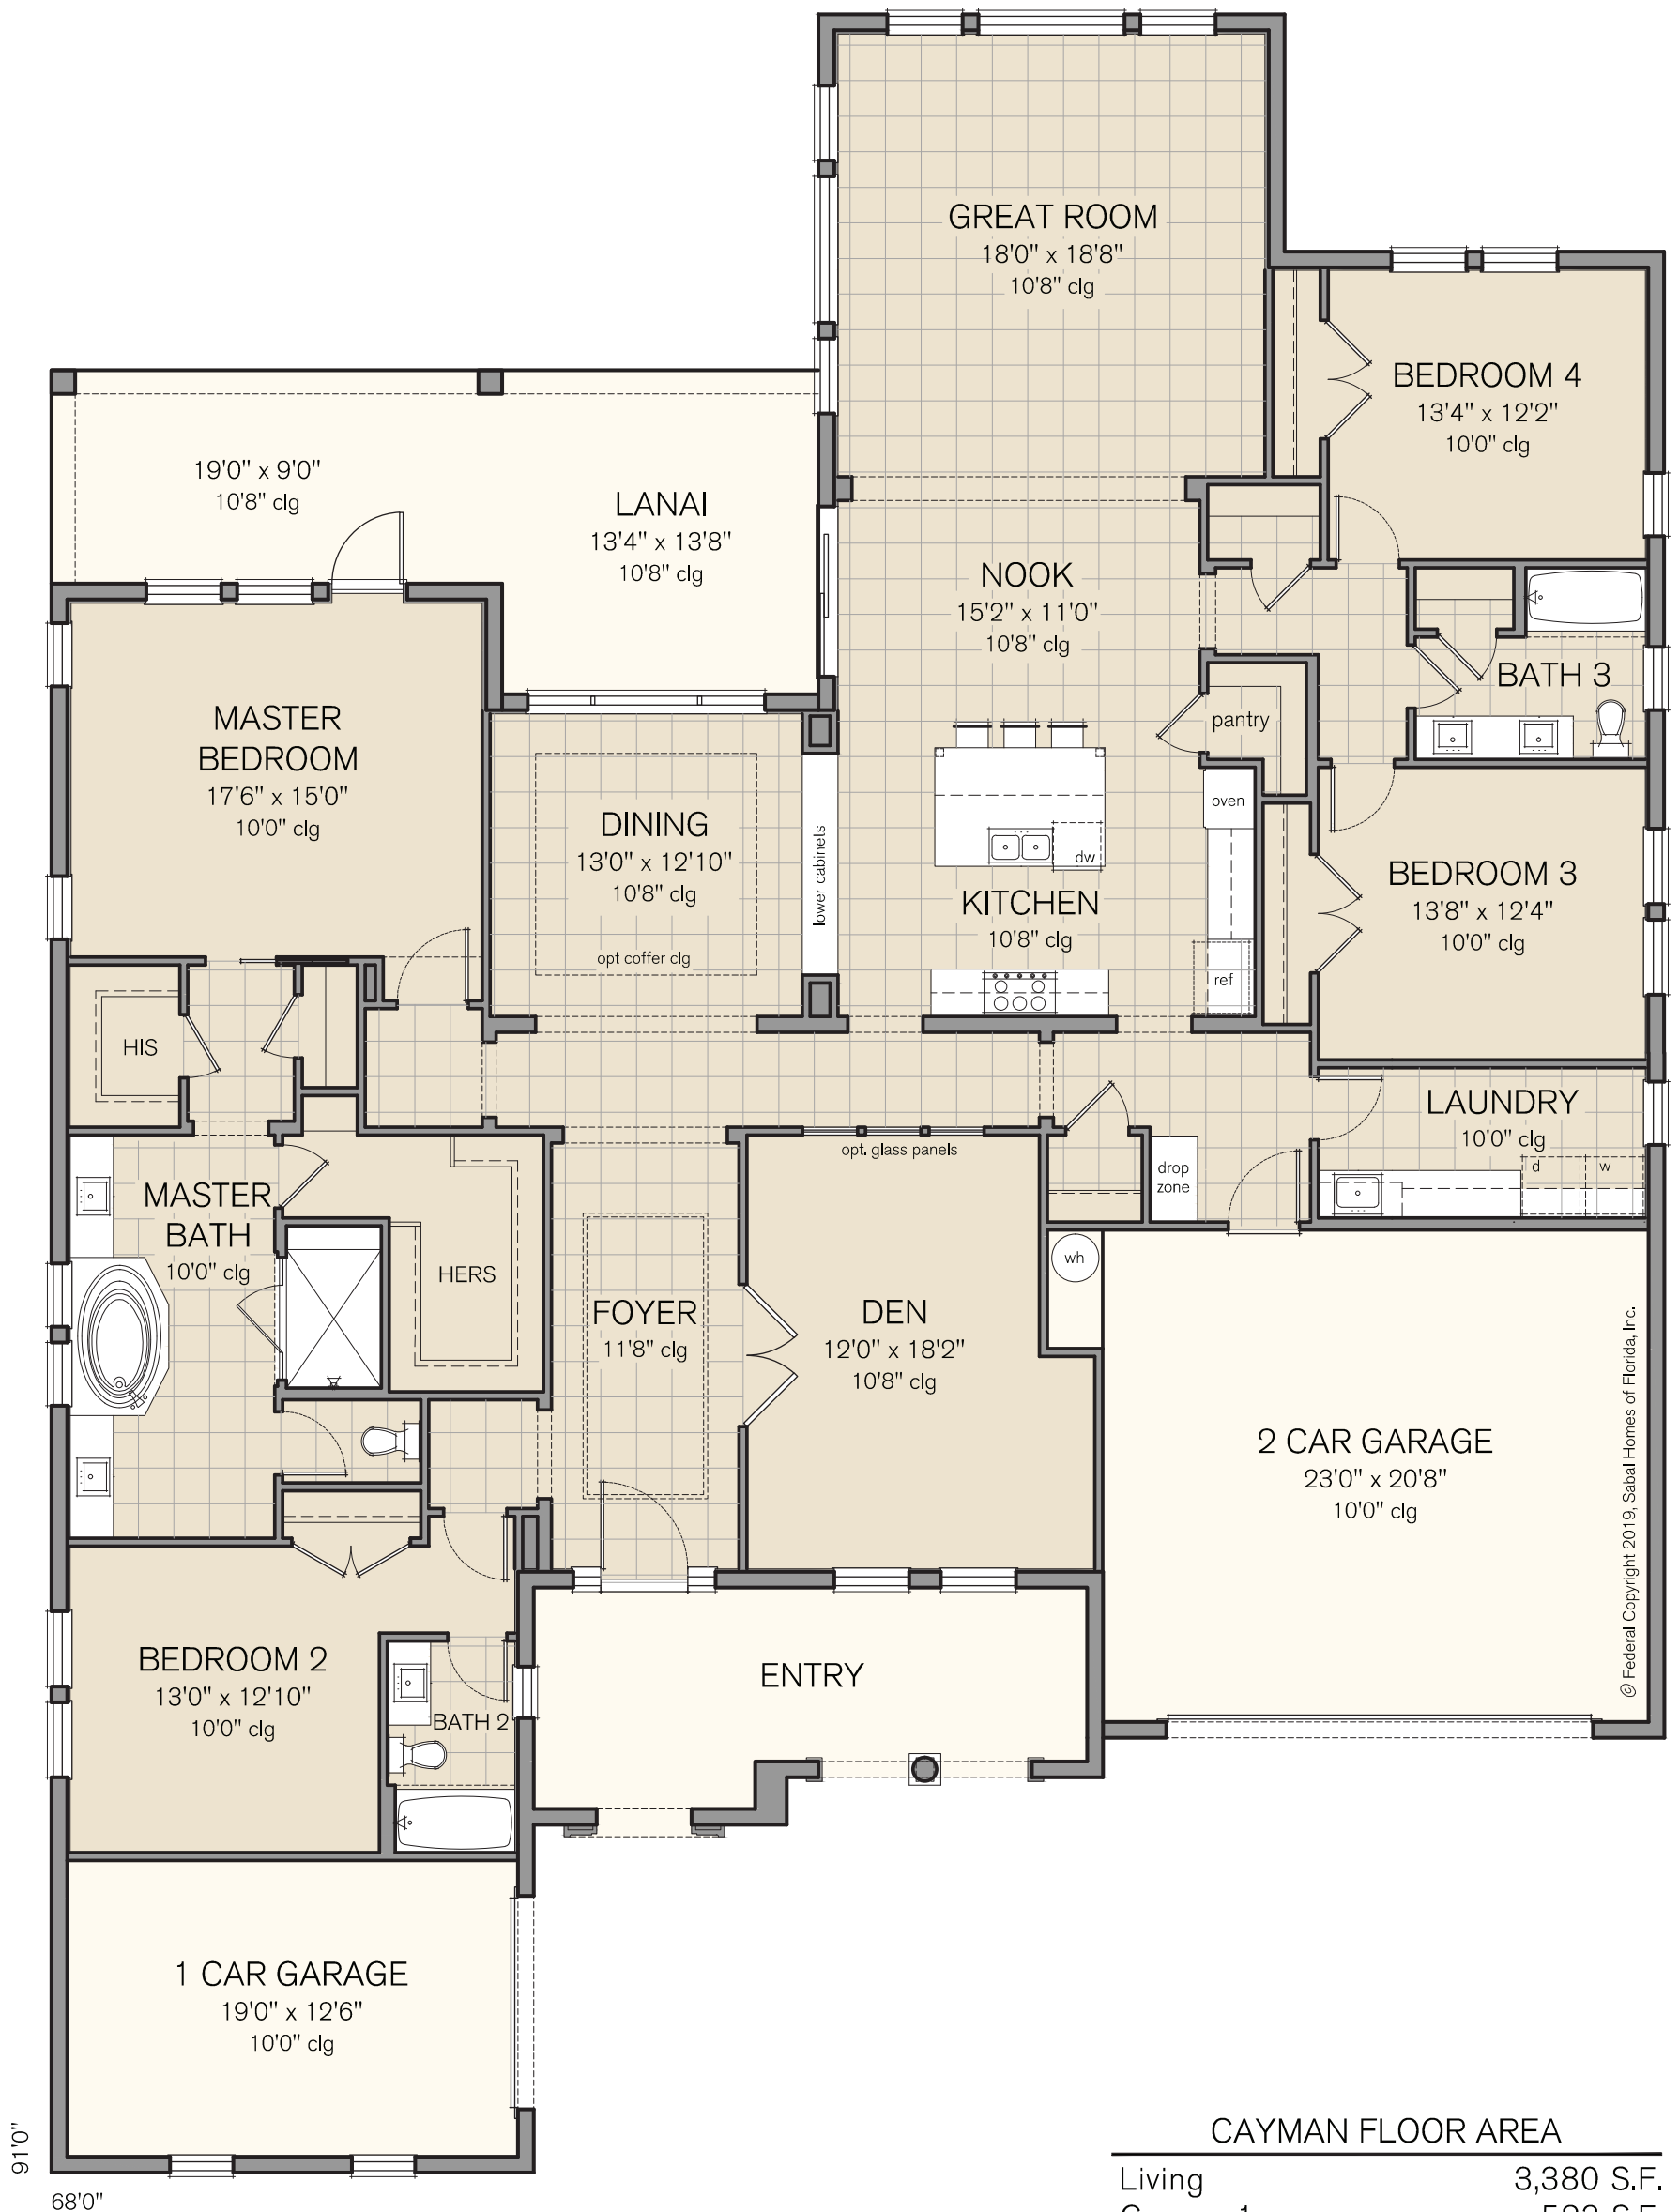 GREAT ROOM
18'0" x 18'8"
10'8" clg
BEDROOM 4
13'4" x 12'2"
10'0" clg
19'0" x 9'0"
10'8" clg
LANAI
13'4" x 13'8"
10'8" clg
NOOK
15'2" x 11'0"
10'8" clg
BATH 3
pantry
MASTER
BEDROOM
17'6" x 15'0"
10'0" clg
DINING
13'0" x 12'10"
10'8" clg
opt coffer clg
lower cabinets
oven
dw
KITCHEN
10'8" clg
ref
BEDROOM 3
13'8" x 12'4"
10'0" clg
HIS
LAUNDRY
10'0" clg
d
w
opt. glass panels
drop
zone
MASTER
BATH
10'0" clg
HERS
wh
FOYER
11'8" clg
DEN
12'0" x 18'2"
10'8" clg
2 CAR GARAGE
23'0" x 20'8"
10'0" clg
© Federal Copyright 2019, Sabal Homes of Florida, Inc.
BEDROOM 2
13'0" x 12'10"
10'0" clg
BATH 2
ENTRY
1 CAR GARAGE
19'0" x 12'6"
10'0" clg
91'0"
68'0"
CAYMAN FLOOR AREA
Living 3,380 S.F.